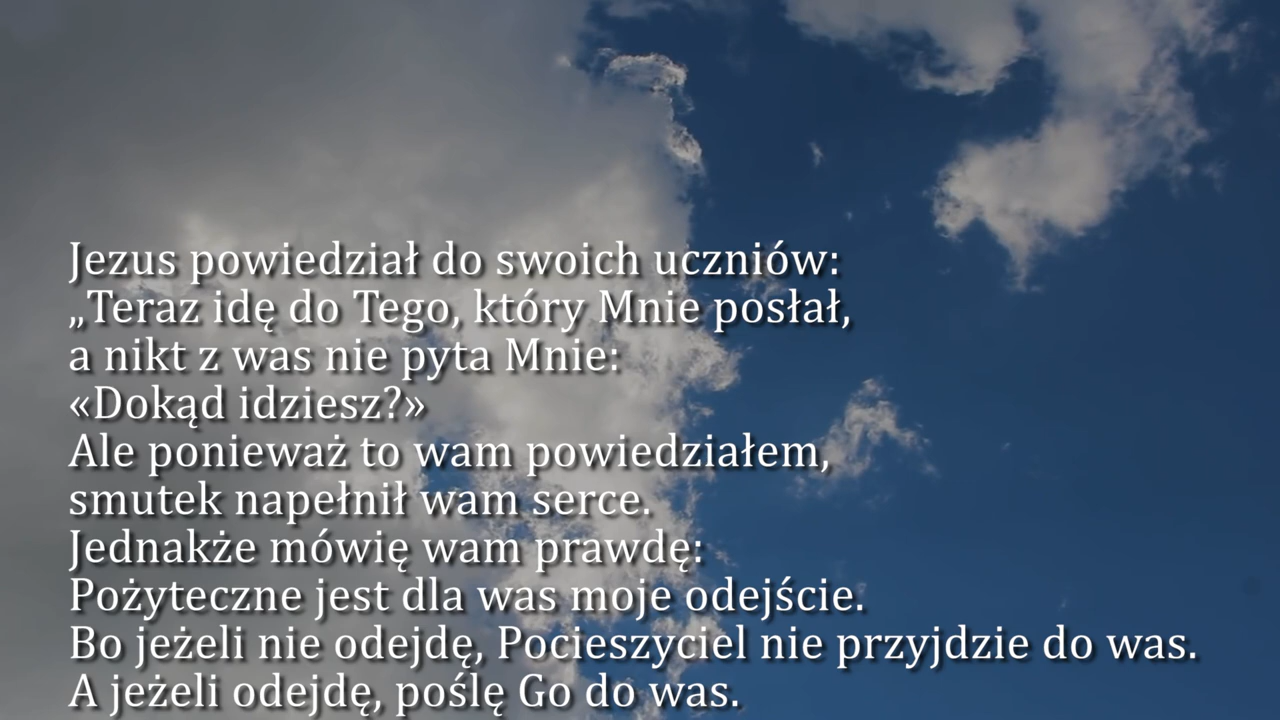 Jezus powiedział do swoich uczniów:
„Teraz idę do Tego, który Mnie posłał,
a nikt z was nie pyta Mnie:
«Dokąd idziesz?»
Ale ponieważ to wam powiedziałem,
smutek napełnił wam serce.
Jednakże mówię wam prawdę:
Pożyteczne jest dla was moje odejście.
Bo jeżeli nie odejdę, Pocieszyciel nie przyjdzie do was.
A jeżeli odejdę, poślę Go do was.